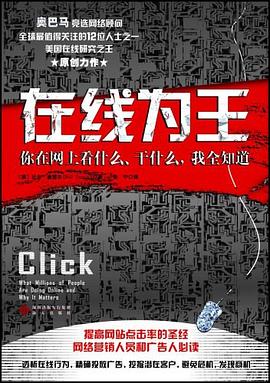 奥巴马 竞选网络顾问
全球最值得关注的12位人士之一
美国在线研究之王
★原创力作★
在线为王
你在网上看什么、干什么、我全知道
Click
What Millions of People
Are Doing Online and
Why It Matters
提高网站点击率的圣经
网络营销人员和广告人必读
透析在线行为，精确投放广告，挖掘潜在客户，避免危机，发现商机